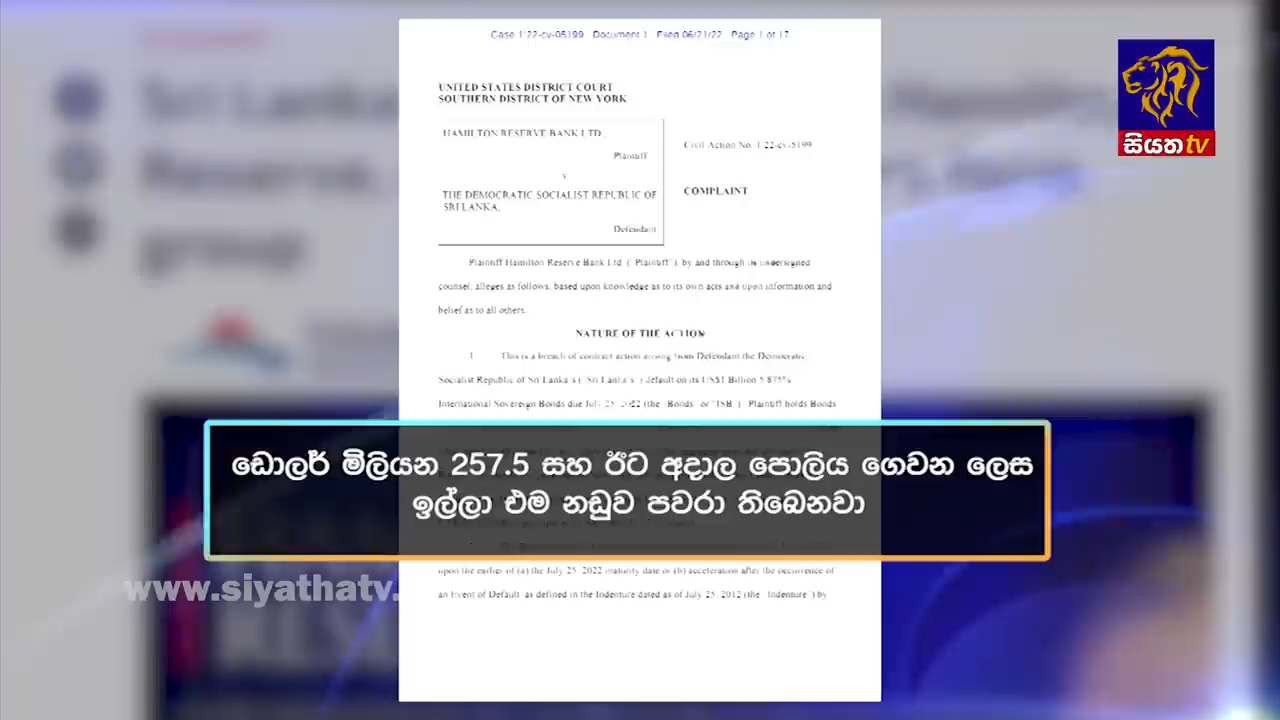 Case 1:22-cv-05199 Document 1 Filed 06/21/22 Page 1 of 17
UNITED STATES DISTRICT COURT
SOUTHERN DISTRICT OF NEW YORK
HAMILTON RESERVE BANK LTD.,
Plaintiff
v
THE DEMOCRATIC SOCIALIST REPUBLIC OF
SRI LANKA,
Defendant
Civil Action No. 1:22-cv-5199
COMPLAINT
Plaintiff Hamilton Reserve Bank Ltd. ("Plaintiff"), by and through its undersigned
counsel, alleges as follows, based upon knowledge as to its own acts and upon information and
belief as to all others.
NATURE OF THE ACTION
1. This is a breach of contract action arising from Defendant the Democratic
Socialist Republic of Sri Lanka's ("Sri Lanka's") default on its US$1 Billion 5.875%
International Sovereign Bonds due July 25, 2022 (the "Bonds" or "ISB"). Plaintiff holds Bonds
ඩොලර් මිලියන 257.5 සහ ඊට අදාල පොලිය ගෙවන ලෙස
ඉල්ලා එම නඩුව පවරා තිබෙනවා
upon the earlier of (a) the July 25, 2022 maturity date or (b) acceleration after the occurrence of
an Event of Default, as defined in the Indenture dated as of July 25, 2012 (the "Indenture") by
සියත tv
www.siyathatv.
Sri Lanka
Reserve,
group